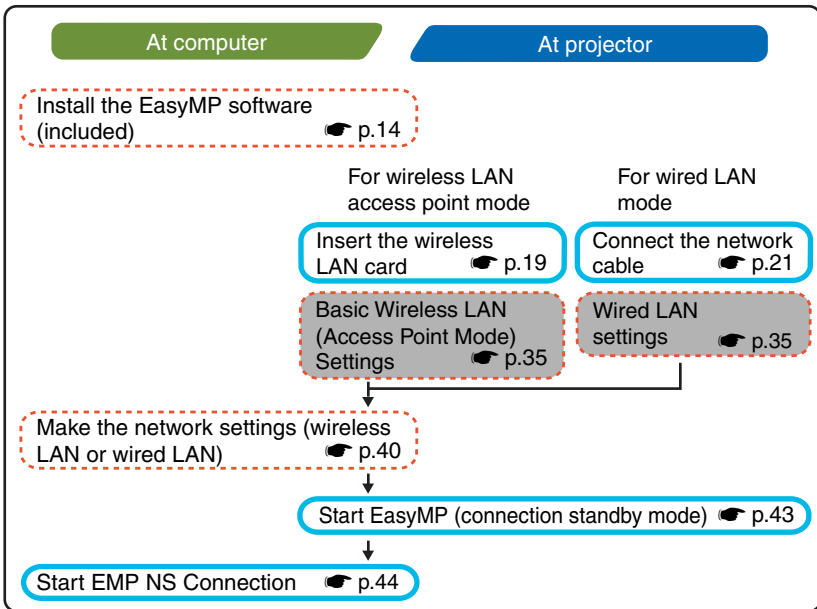 At computer
At projector
Install the EasyMP software
(included) ☛ p.14
For wireless LAN
access point mode
For wired LAN
mode
Insert the wireless
LAN card ☛ p.19
Connect the network
cable ☛ p.21
Basic Wireless LAN
(Access Point Mode)
Settings ☛ p.35
Wired LAN
settings ☛ p.35
Make the network settings (wireless
LAN or wired LAN) ☛ p.40
Start EasyMP (connection standby mode) ☛ p.43
Start EMP NS Connection ☛ p.44